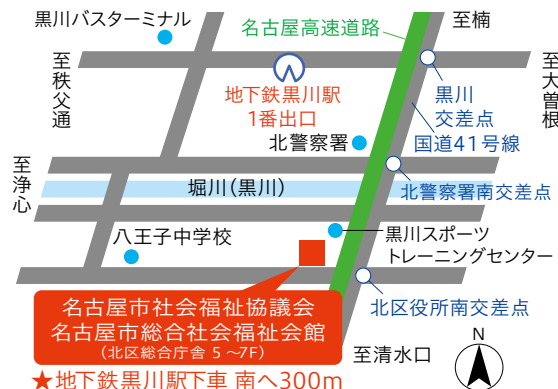 黒川バスターミナル
名古屋高速道路
至楠
至秩父通
至大曽根
地下鉄黒川駅
1番出口
黒川
交差点
北警察署
国道41号線
至浄心
堀川(黒川)
北警察署南交差点
八王子中学校
黒川スポーツ
トレーニングセンター
名古屋市社会福祉協議会
名古屋市総合社会福祉会館
(北区総合庁舎 5 ~7F)
北区役所南交差点
至清水口
N
★地下鉄黒川駅下車 南へ300m